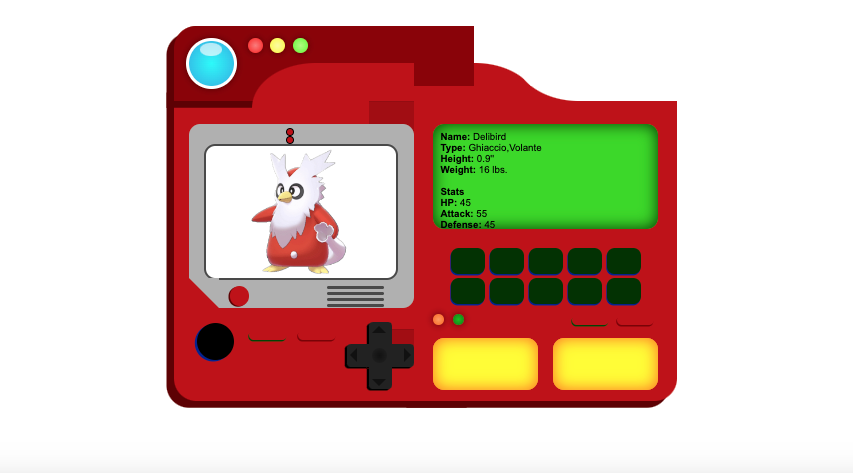 Name: Delibird
Type: Ghiaccio,Volante
Height: 0.9"
Weight: 16 lbs.
Stats
HP: 45
Attack: 55
Defense: 45